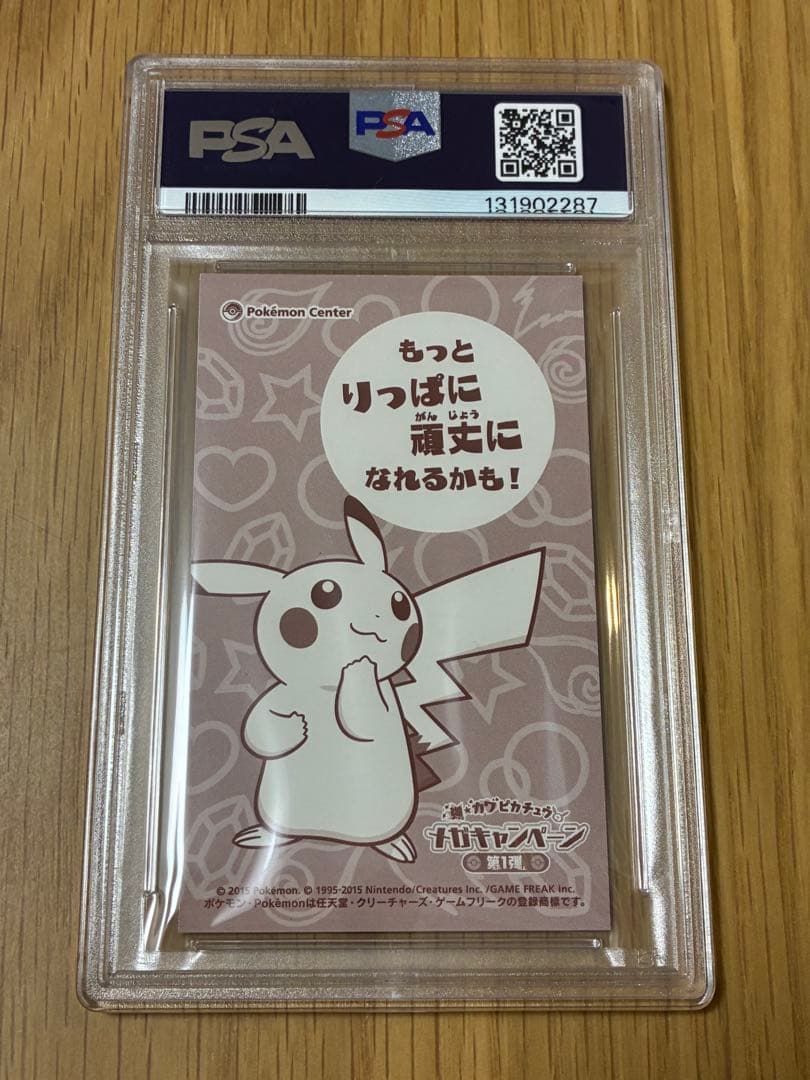 PSA
PSA
131902287
Pokémon Center
もっと
りっぱに
がん じょう
頑丈に
なれるかも!
メガキャンペーン
第1弾
© 2015 Pokémon. © 1995-2015 Nintendo/Creatures Inc. /GAME FREAK inc.
ポケモン・Pokémonは任天堂・クリーチャーズ・ゲームフリークの登録商標です。